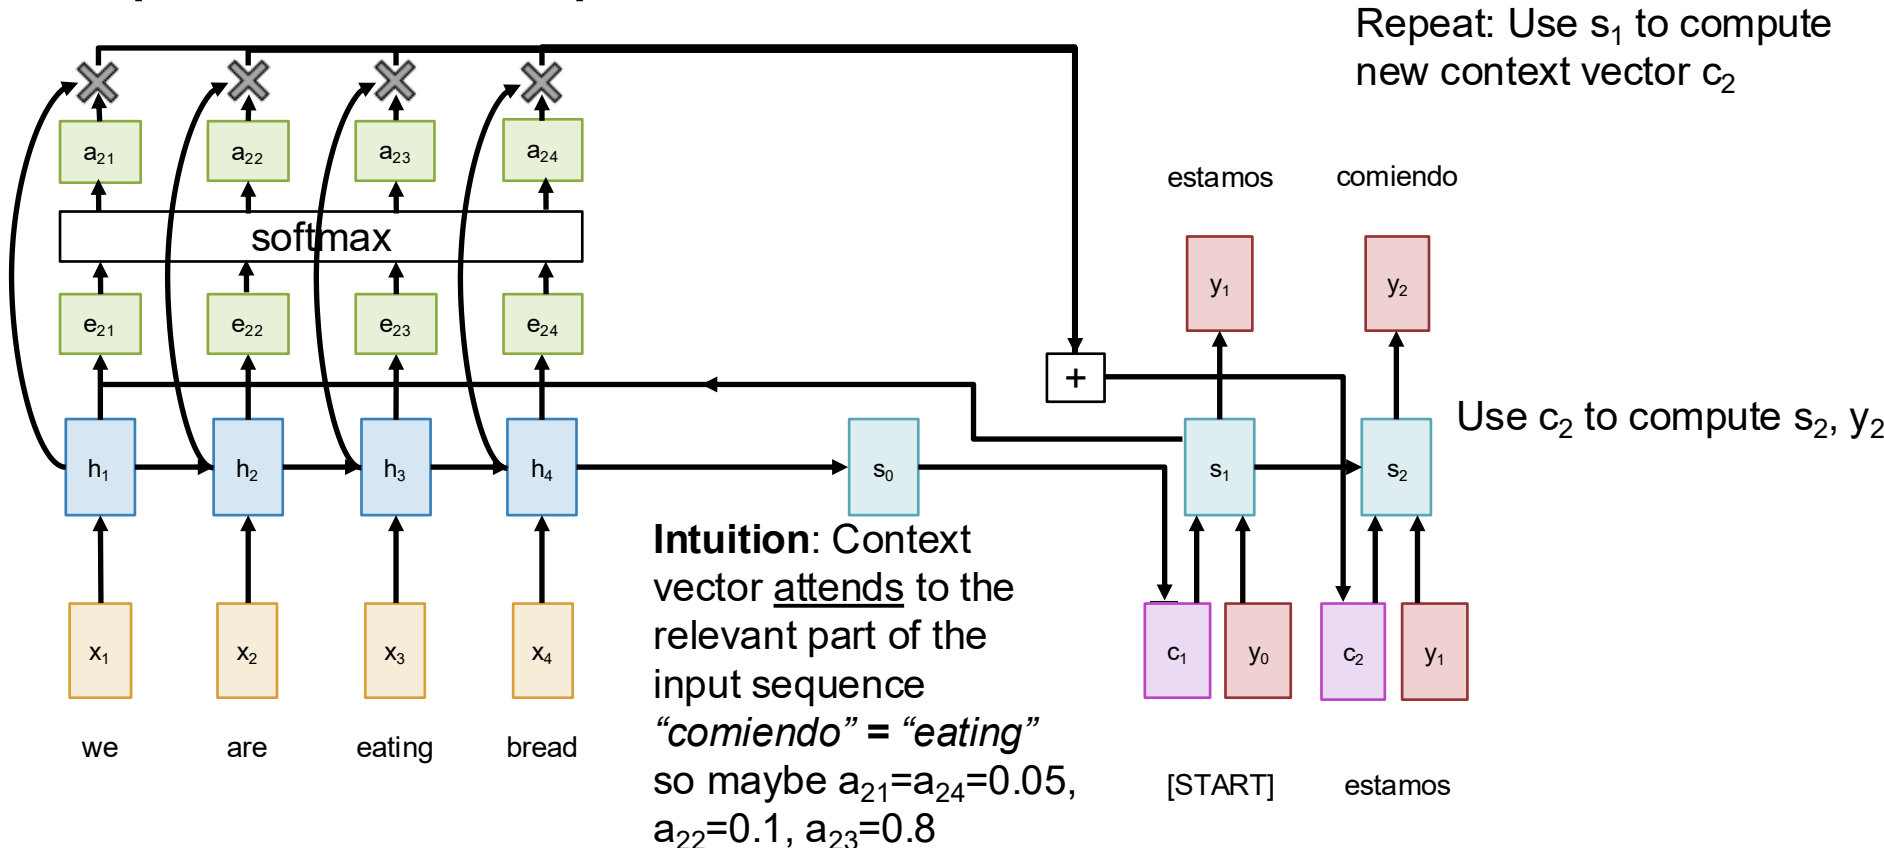 Repeat: Use s₁ to compute
new context vector c₂
a₂₁ a₂₂ a₂₃ a₂₄
estamos comiendo
softmax
y₁ y₂
e₂₁ e₂₂ e₂₃ e₂₄
+
Use c₂ to compute s₂, y₂
h₁ h₂ h₃ h₄ s₀ s₁ s₂
Intuition: Context
vector attends to the
relevant part of the
input sequence
“comiendo” = “eating”
so maybe a₂₁=a₂₄=0.05,
a₂₂=0.1, a₂₃=0.8
x₁ x₂ x₃ x₄
c₁ y₀ c₂ y₁
we are eating bread
[START] estamos